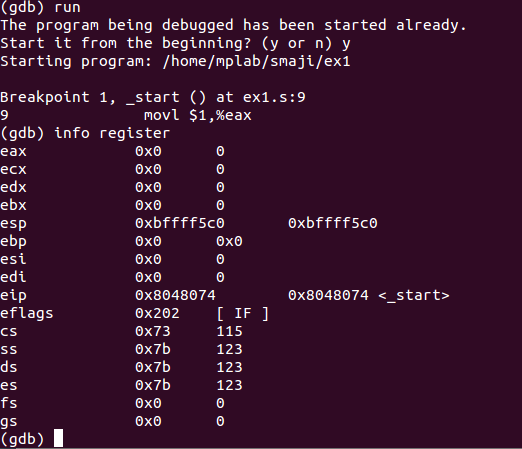 (gdb) run
The program being debugged has been started already.
Start it from the beginning? (y or n) y
Starting program: /home/mplab/smaji/ex1

Breakpoint 1, _start () at ex1.s:9
9               movl $1,%eax
(gdb) info register
eax            0x0      0
ecx            0x0      0
edx            0x0      0
ebx            0x0      0
esp            0xbffff5c0       0xbffff5c0
ebp            0x0      0x0
esi            0x0      0
edi            0x0      0
eip            0x8048074        0x8048074 <_start>
eflags         0x202    [ IF ]
cs             0x73     115
ss             0x7b     123
ds             0x7b     123
es             0x7b     123
fs             0x0      0
gs             0x0      0
(gdb)